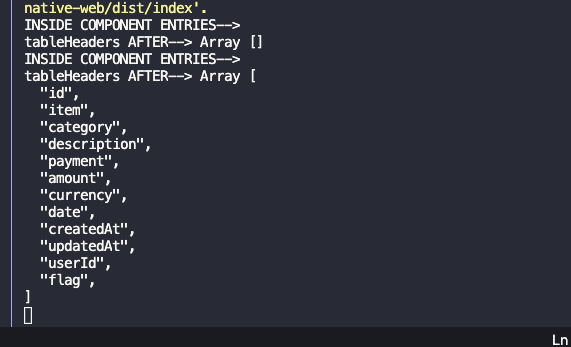 native-web/dist/index'.
INSIDE COMPONENT ENTRIES-->
tableHeaders AFTER--> Array []
INSIDE COMPONENT ENTRIES-->
tableHeaders AFTER--> Array [
  "id",
  "item",
  "category",
  "description",
  "payment",
  "amount",
  "currency",
  "date",
  "createdAt",
  "updatedAt",
  "userId",
  "flag",
]
Ln